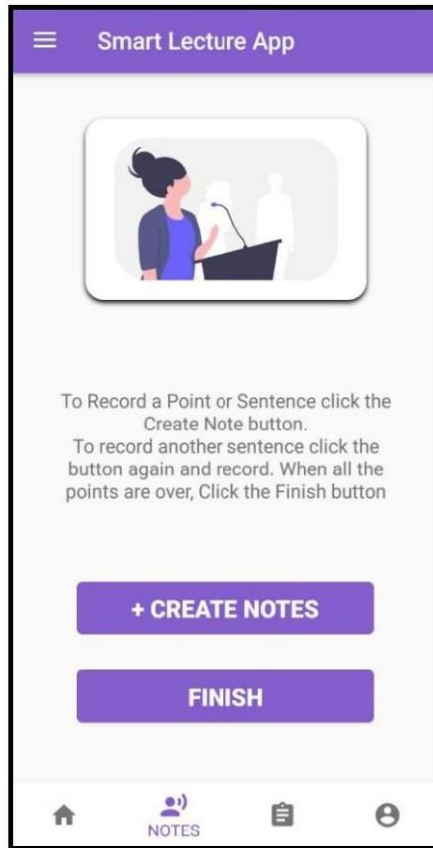 Smart Lecture App
To Record a Point or Sentence click the
Create Note button.
To record another sentence click the
button again and record. When all the
points are over, Click the Finish button
+ CREATE NOTES
FINISH
NOTES